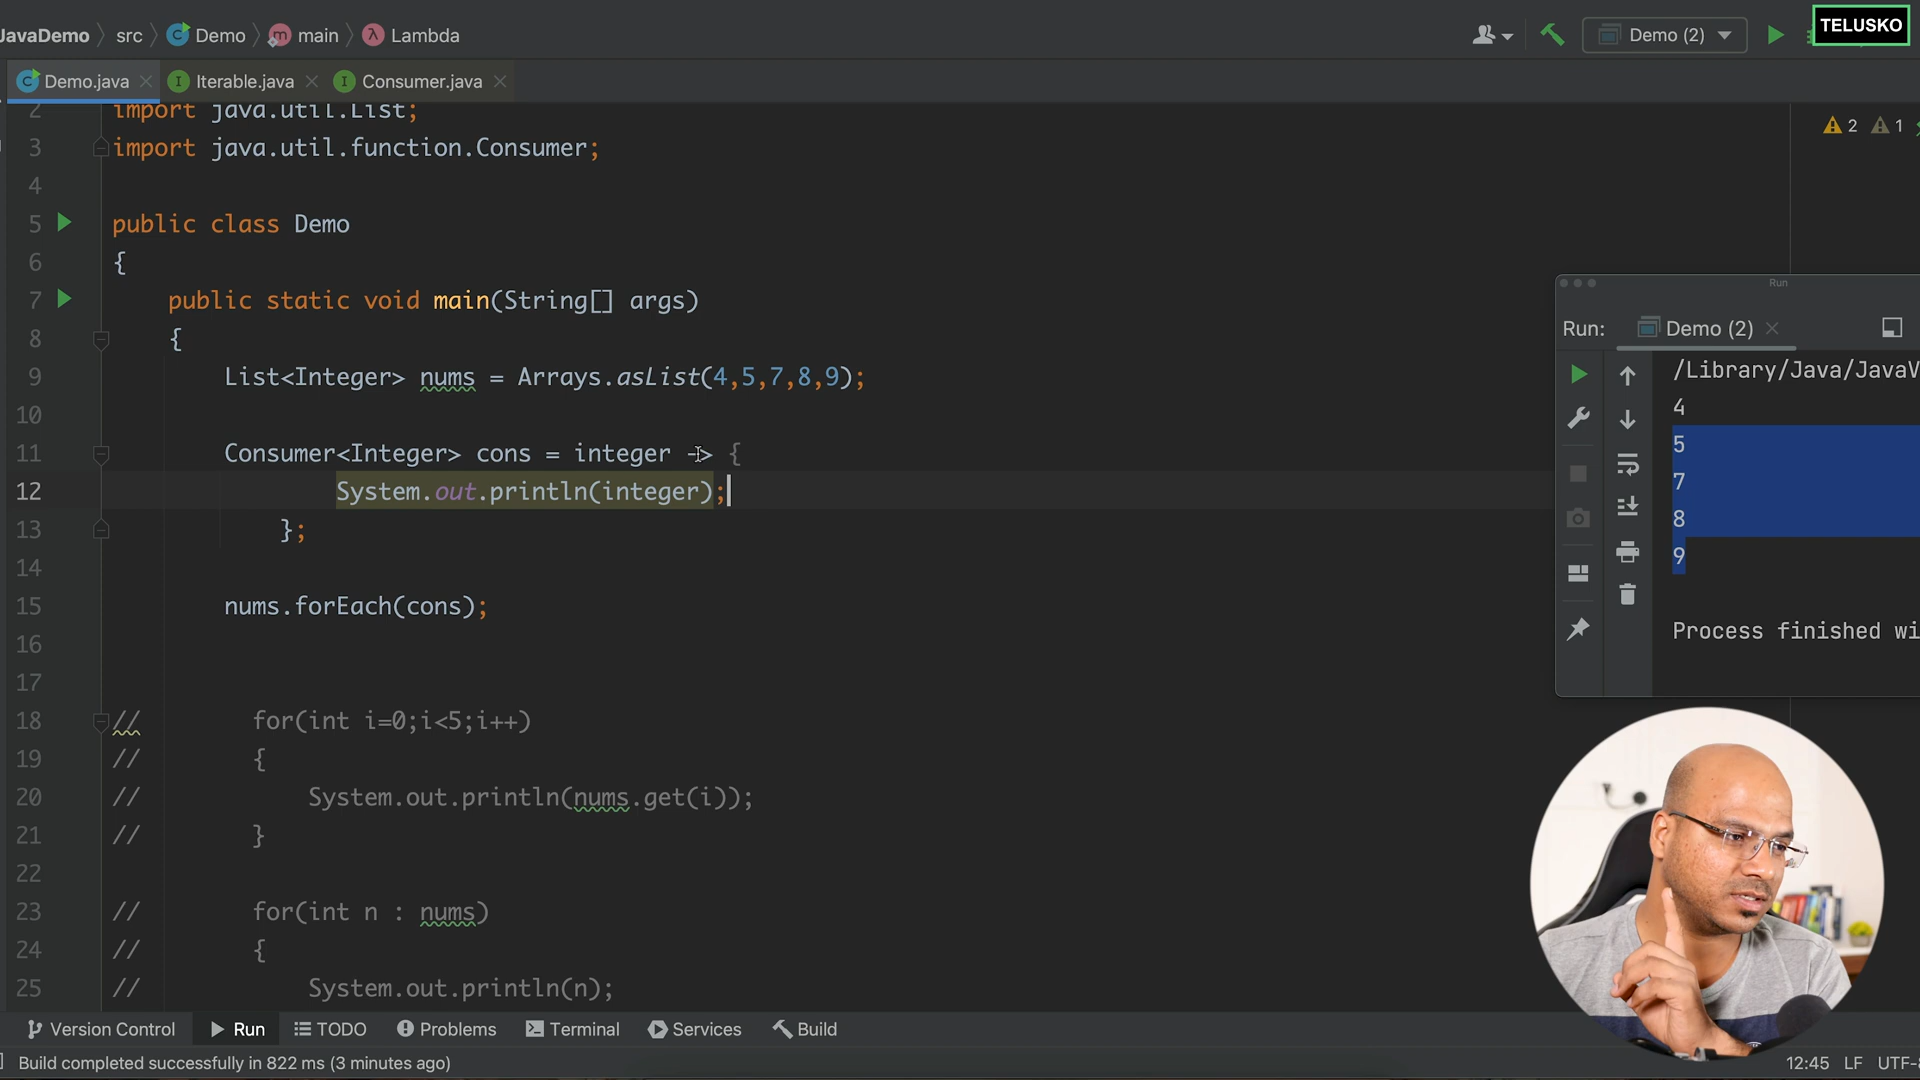 JavaDemo src Demo main Lambda
Demo (2)
TELUSKO
Demo.java Iterable.java Consumer.java
2 import java.util.List;
2 1
3 import java.util.function.Consumer;
4
5 public class Demo
6 {
7 public static void main(String[] args)
8 {
9 List<Integer> nums = Arrays.asList(4,5,7,8,9);
10
11 Consumer<Integer> cons = integer -> {
12 System.out.println(integer);
13 };
14
15 nums.forEach(cons);
16
17
18 // for(int i=0;i<5;i++)
19 // {
20 // System.out.println(nums.get(i));
21 // }
22
23 // for(int n : nums)
24 // {
25 // System.out.println(n);
Run
Run: Demo (2)
/Library/Java/JavaV
4
5
7
8
9
Process finished wi
Version Control Run TODO Problems Terminal Services Build
Build completed successfully in 822 ms (3 minutes ago)
12:45 LF UTF-